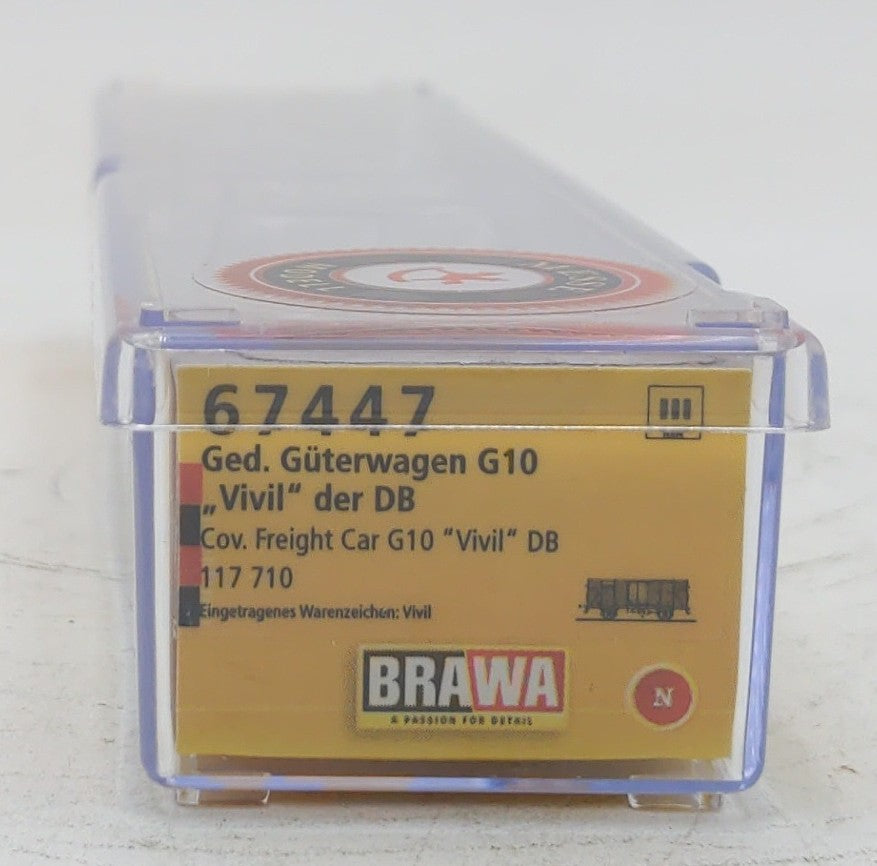 67447
III
Ged. Güterwagen G10
„Vivil“ der DB
Cov. Freight Car G10 “Vivil“ DB
117 710
Eingetragenes Warenzeichen: Vivil
BRAWA
A PASSION FOR DETAIL
N